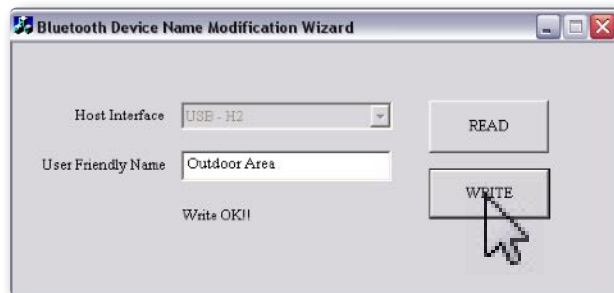 Bluetooth Device Name Modification Wizard
Host Interface USB - H2
READ
User Friendly Name Outdoor Area
WRITE
Write OK!!